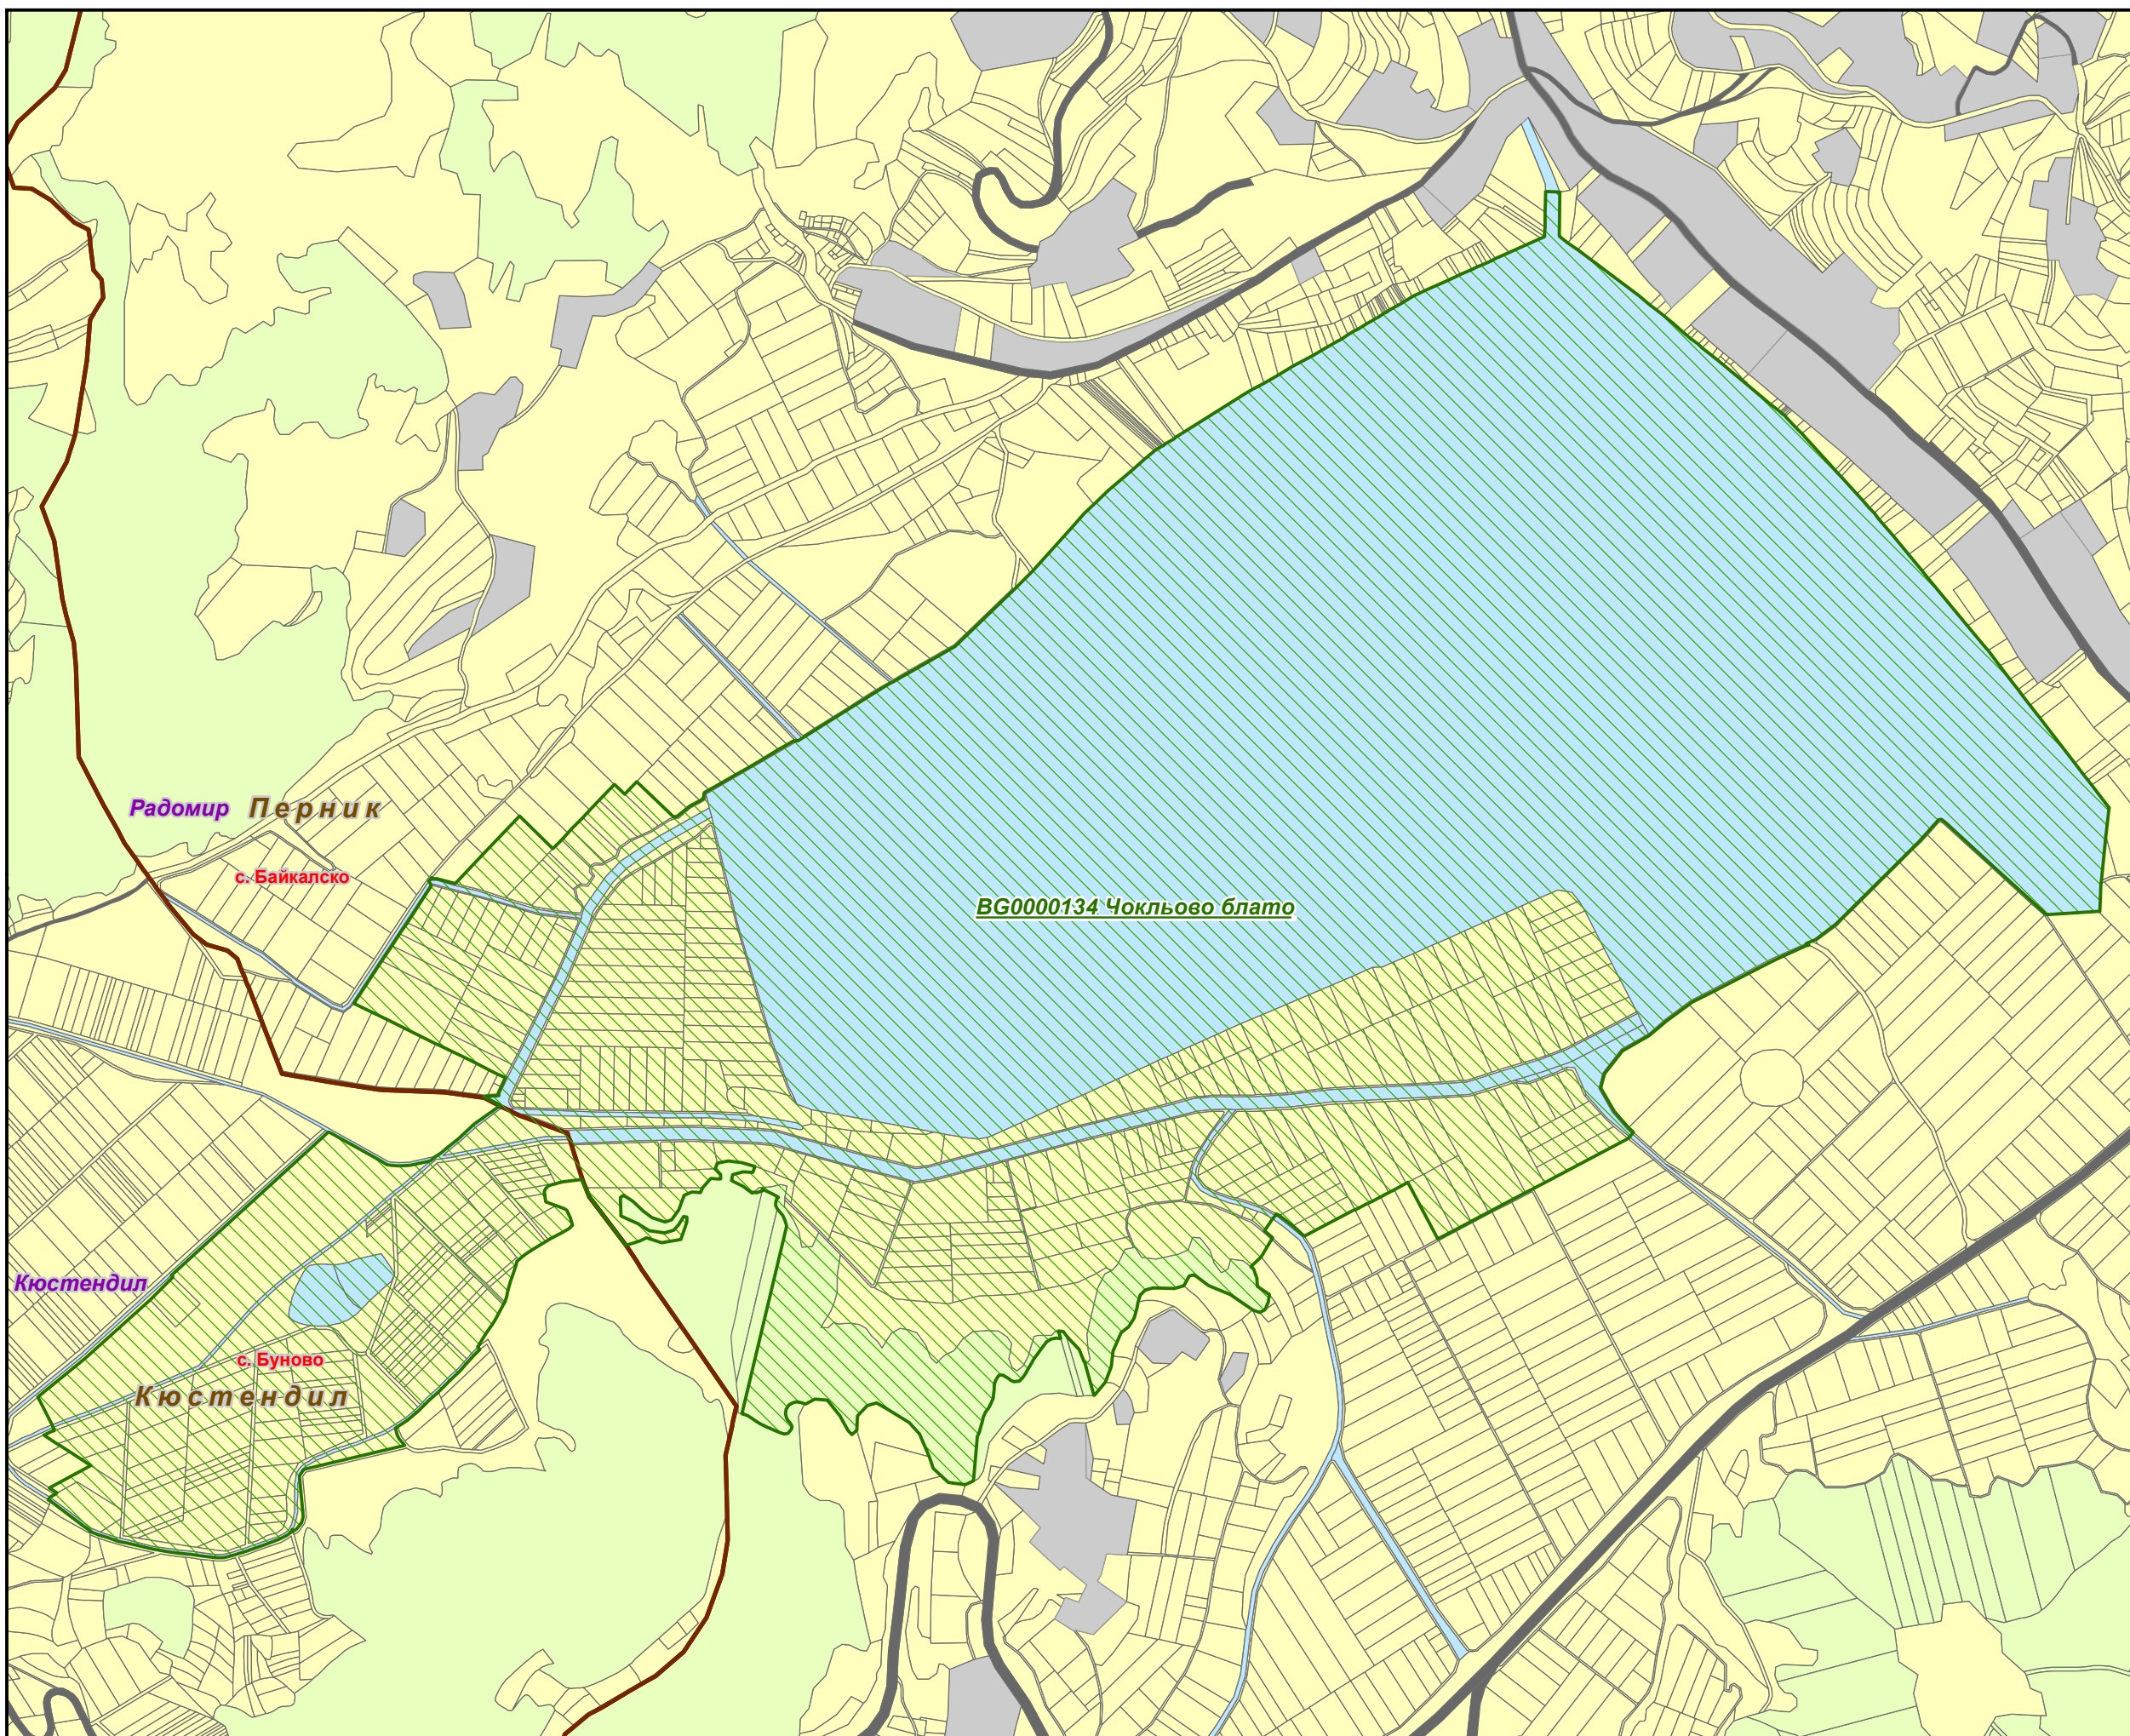 Радомир
Перник
с. Байкалско
BG0000134 Чокльово блато
Кюстендил
с. Буново
Кюстендил